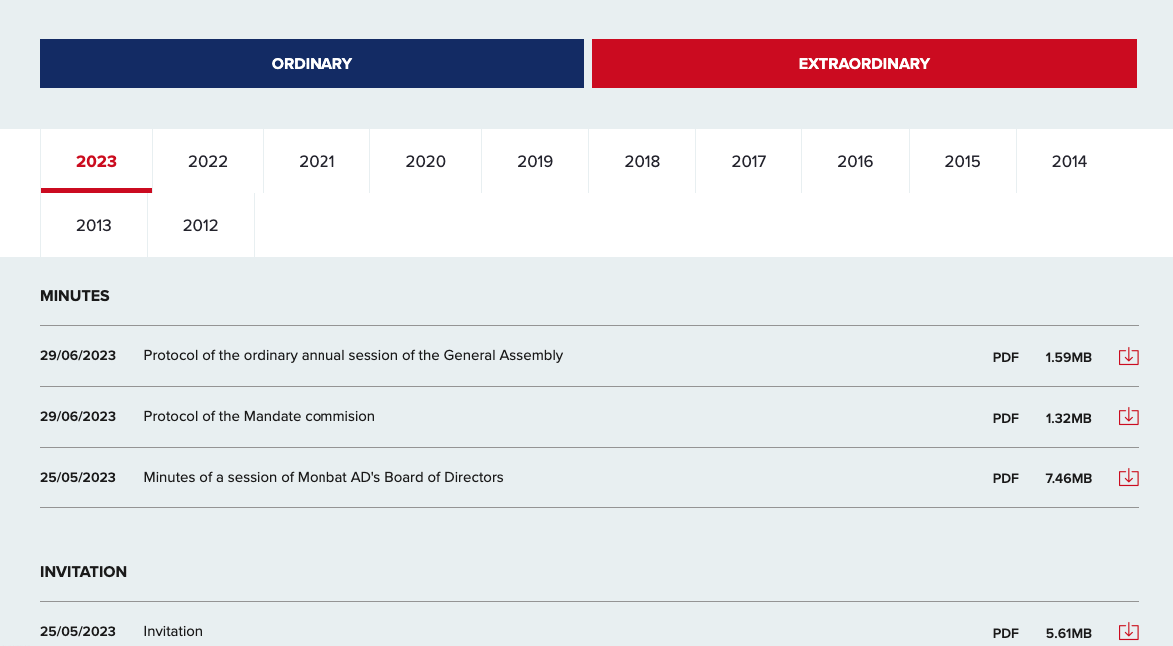 ORDINARY EXTRAORDINARY
2023 2022 2021 2020 2019 2018 2017 2016 2015 2014
2013 2012
MINUTES
29/06/2023 Protocol of the ordinary annual session of the General Assembly PDF 1.59MB
29/06/2023 Protocol of the Mandate commision PDF 1.32MB
25/05/2023 Minutes of a session of Monbat AD's Board of Directors PDF 7.46MB
INVITATION
25/05/2023 Invitation PDF 5.61MB